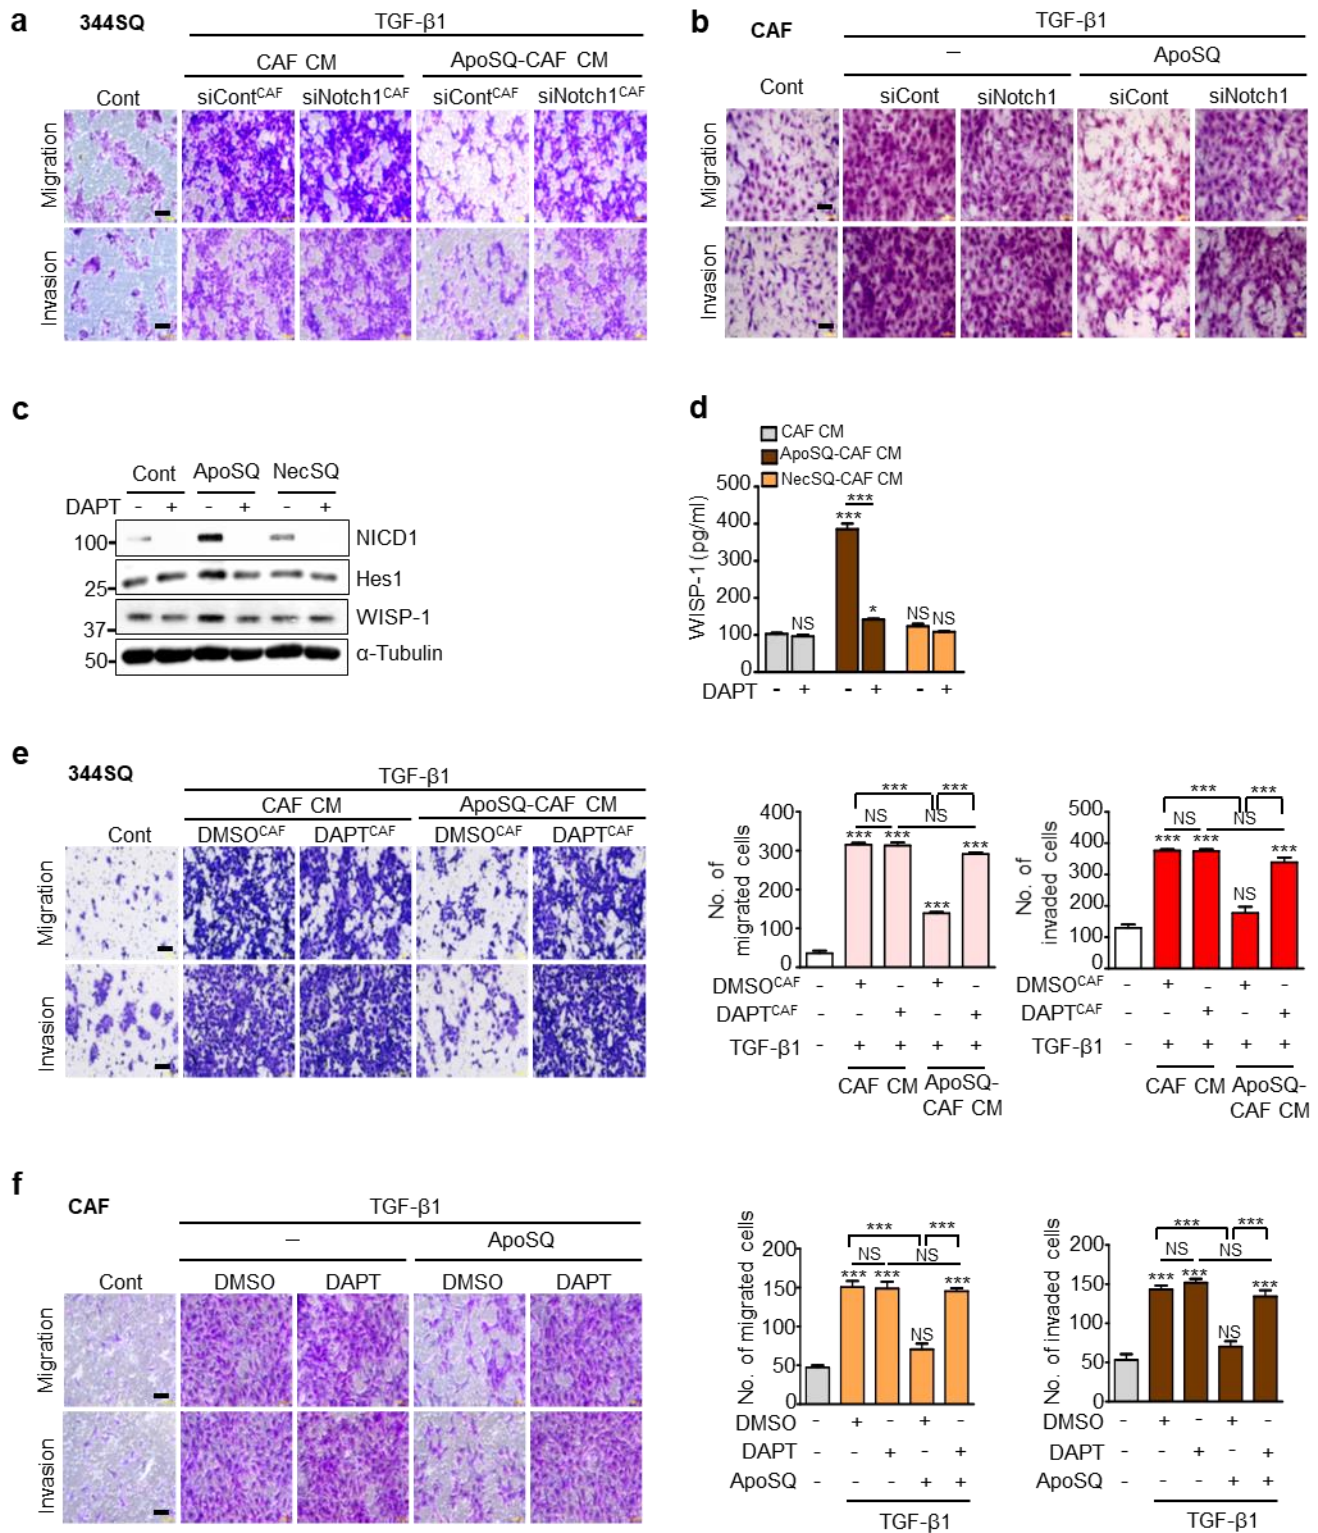 a
344SQ
TGF-β1
CAF CM
ApoSQ-CAF CM
Cont
siCont^CAF
siNotch1^CAF
siCont^CAF
siNotch1^CAF
Migration
Invasion
b
CAF
TGF-β1
–
ApoSQ
Cont
siCont
siNotch1
siCont
siNotch1
Migration
Invasion
c
Cont
ApoSQ
NecSQ
DAPT - + - + - +
100
NICD1
25
Hes1
37
WISP-1
50
α-Tubulin
d
CAF CM
ApoSQ-CAF CM
NecSQ-CAF CM
WISP-1 (pg/ml)
500
400
300
200
100
0
NS
***
***
*
NS NS
DAPT - + - + - +
e
344SQ
TGF-β1
CAF CM
ApoSQ-CAF CM
Cont
DMSO^CAF
DAPT^CAF
DMSO^CAF
DAPT^CAF
Migration
Invasion
No. of
migrated cells
400
300
200
100
0
*** ***
NS NS
*** *** *** ***
DMSO^CAF - + - + -
DAPT^CAF - - + - +
TGF-β1 - + + + +
CAF CM
ApoSQ-
CAF CM
No. of
invaded cells
500
400
300
200
100
0
*** ***
NS NS
*** *** NS ***
DMSO^CAF - + - + -
DAPT^CAF - - + - +
TGF-β1 - + + + +
CAF CM
ApoSQ-
CAF CM
f
CAF
TGF-β1
–
ApoSQ
Cont
DMSO
DAPT
DMSO
DAPT
Migration
Invasion
No. of migrated cells
200
150
100
50
0
*** ***
NS NS
*** *** NS ***
DMSO - + - + -
DAPT - - + - +
ApoSQ - - - + +
TGF-β1
No. of invaded cells
200
150
100
50
0
*** ***
NS NS
*** *** NS ***
DMSO - + - + -
DAPT - - + - +
ApoSQ - - - + +
TGF-β1